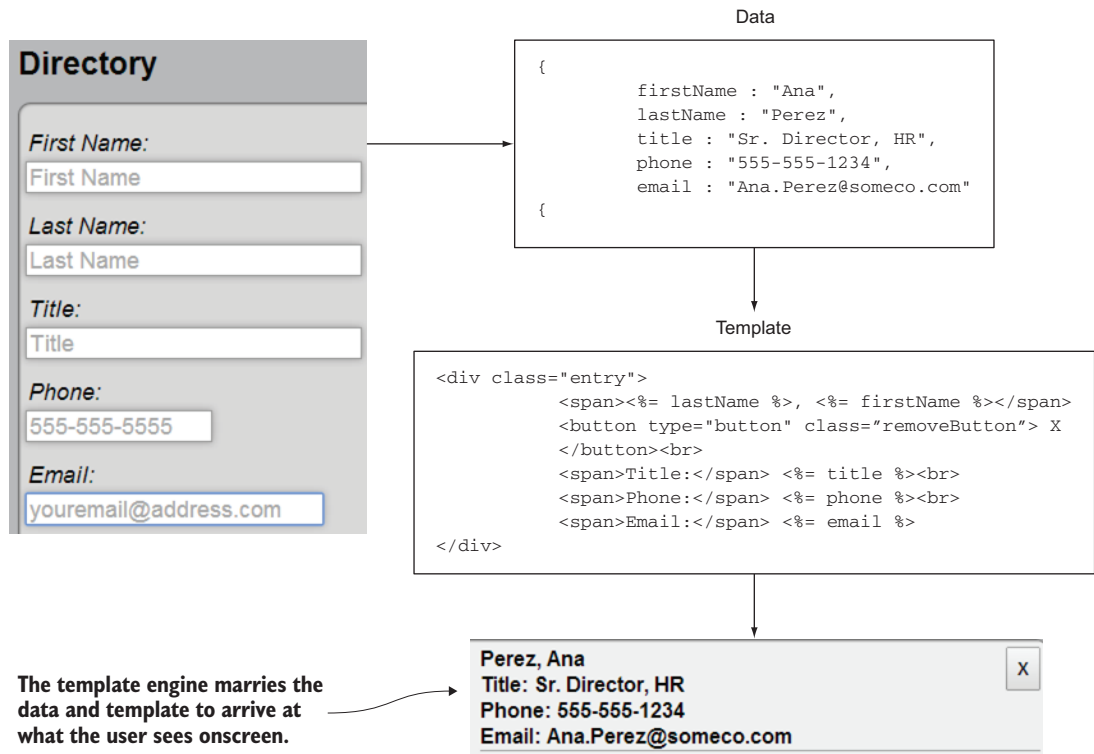 Directory
First Name:
First Name
Last Name:
Last Name
Title:
Title
Phone:
555-555-5555
Email:
youremail@address.com
Data
{
firstName : "Ana",
lastName : "Perez",
title : "Sr. Director, HR",
phone : "555-555-1234",
email : "Ana.Perez@someco.com"
{
Template
<div class="entry">
<span><%= lastName %>, <%= firstName %></span>
<button type="button" class=”removeButton”> X
</button><br>
<span>Title:</span> <%= title %><br>
<span>Phone:</span> <%= phone %><br>
<span>Email:</span> <%= email %>
</div>
The template engine marries the
data and template to arrive at
what the user sees onscreen.
Perez, Ana
X
Title: Sr. Director, HR
Phone: 555-555-1234
Email: Ana.Perez@someco.com